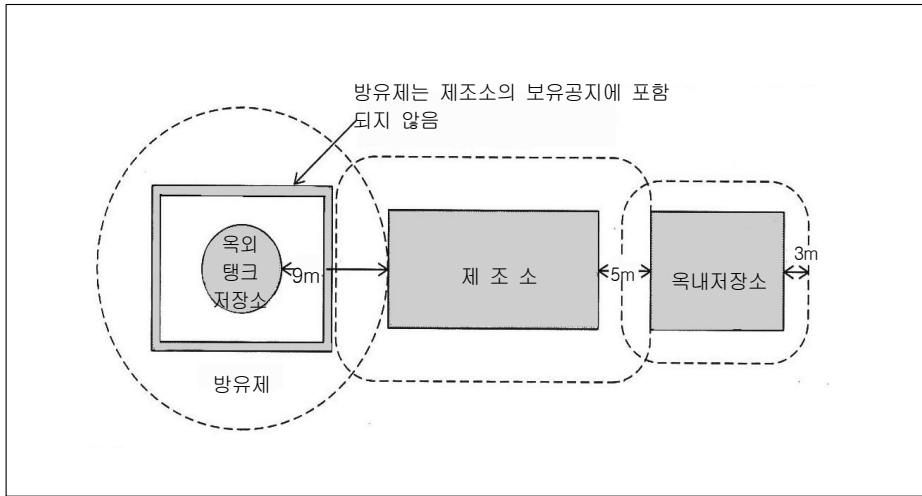 방유제는 제조소의 보유공지에 포함
되지 않음
옥외
탱크
저장소
9m
제 조 소
5m
옥내저장소
3m
방유제